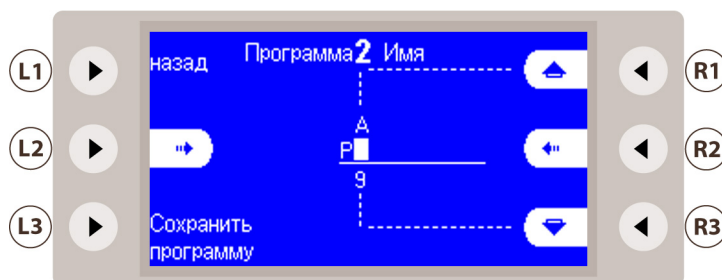 L1
назад
Программа 2 Имя
R1
L2
A
P
9
R2
L3
Сохранить
программу
R3